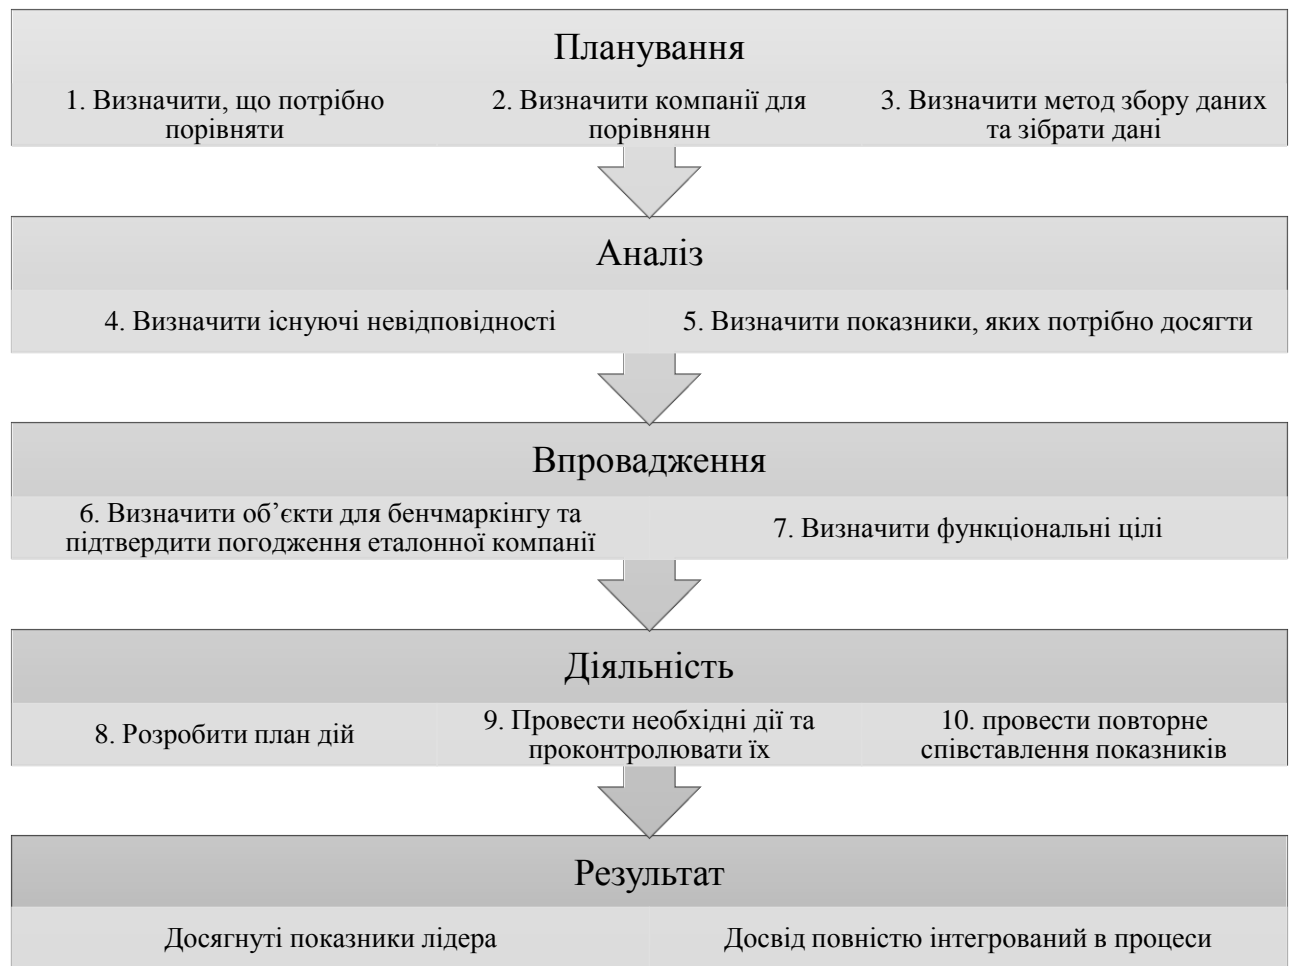 Планування
1. Визначити, що потрібно
порівняти
2. Визначити компанії для
порівнянн
3. Визначити метод збору даних
та зібрати дані
Аналіз
4. Визначити існуючі невідповідності
5. Визначити показники, яких потрібно досягти
Впровадження
6. Визначити об’єкти для бенчмаркінгу та
підтвердити погодження еталонної компанії
7. Визначити функціональні цілі
Діяльність
8. Розробити план дій
9. Провести необхідні дії та
проконтролювати їх
10. провести повторне
співставлення показників
Результат
Досягнуті показники лідера
Досвід повністю інтегрований в процеси